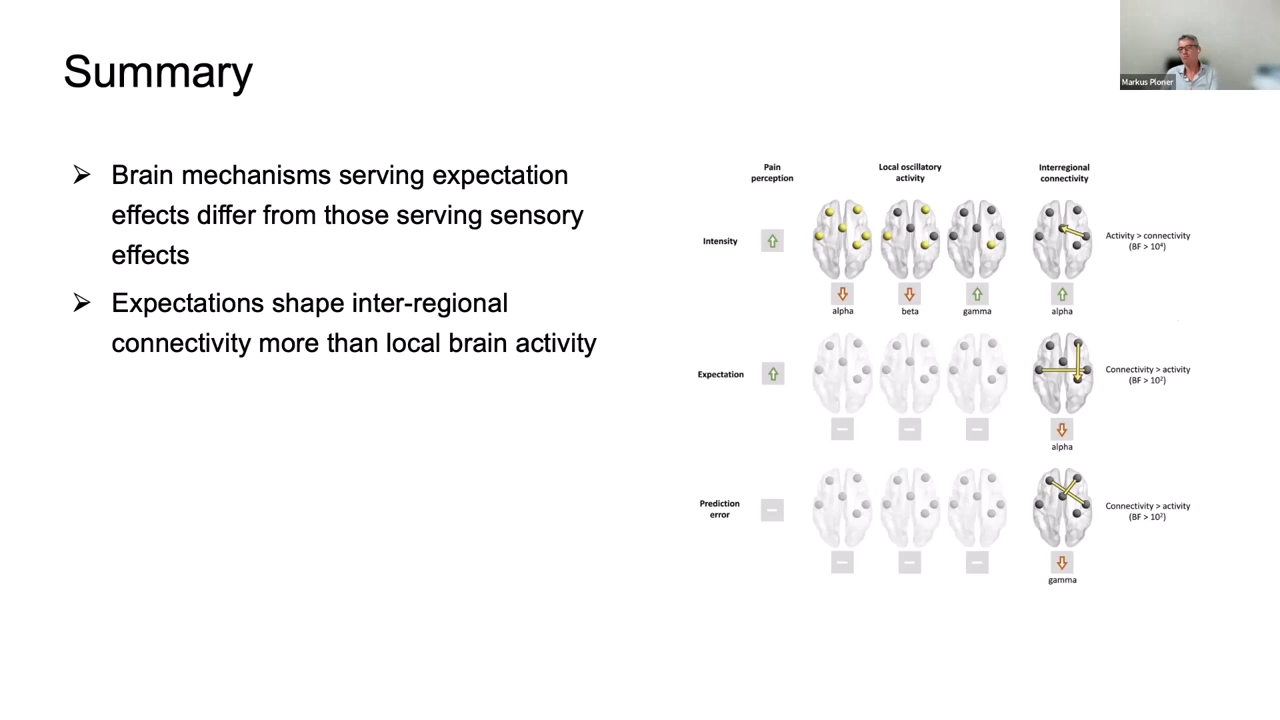 Summary
Markus Ploner
➢ Brain mechanisms serving expectation
effects differ from those serving sensory
effects
➢ Expectations shape inter-regional
connectivity more than local brain activity
Pain
perception
Local oscillatory
activity
Interregional
connectivity
Intensity
Activity > connectivity
(BF > 10⁴)
alpha
beta
gamma
alpha
Expectation
Connectivity > activity
(BF > 10²)
alpha
Prediction
error
Connectivity > activity
(BF > 10²)
gamma